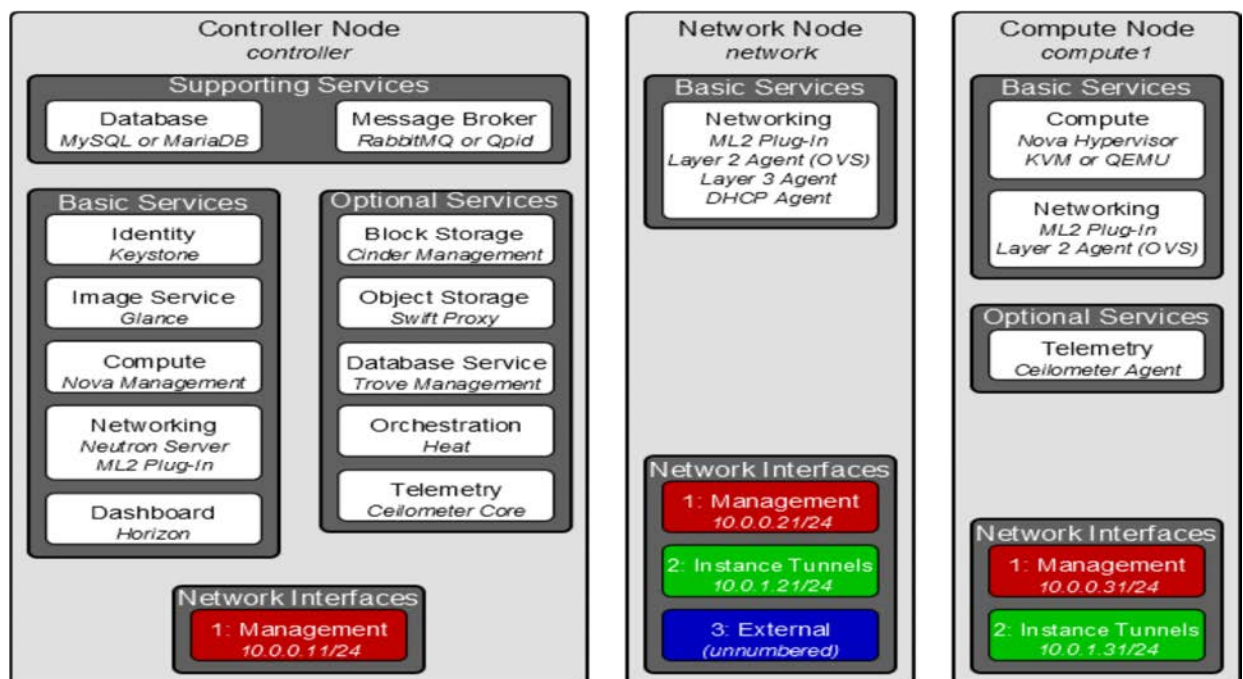 Controller Node
controller
Supporting Services
Database
MySQL or MariaDB
Message Broker
RabbitMQ or Qpid
Basic Services
Identity
Keystone
Image Service
Glance
Compute
Nova Management
Networking
Neutron Server
ML2 Plug-In
Dashboard
Horizon
Optional Services
Block Storage
Cinder Management
Object Storage
Swift Proxy
Database Service
Trove Management
Orchestration
Heat
Telemetry
Ceilometer Core
Network Interfaces
1: Management
10.0.0.11/24
Network Node
network
Basic Services
Networking
ML2 Plug-In
Layer 2 Agent (OVS)
Layer 3 Agent
DHCP Agent
Network Interfaces
1: Management
10.0.0.21/24
2: Instance Tunnels
10.0.1.21/24
3: External
(unnumbered)
Compute Node
compute1
Basic Services
Compute
Nova Hypervisor
KVM or QEMU
Networking
ML2 Plug-In
Layer 2 Agent (OVS)
Optional Services
Telemetry
Ceilometer Agent
Network Interfaces
1: Management
10.0.0.31/24
2: Instance Tunnels
10.0.1.31/24